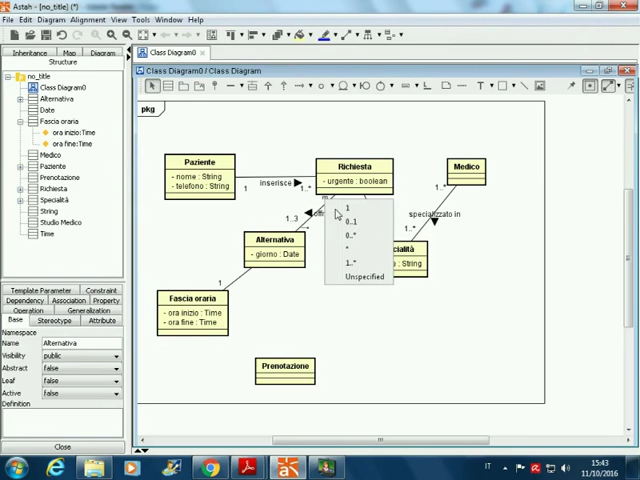 Astah - [no_title (*)]
File Edit Diagram Alignment View Tools Window Help
Inheritance Map Diagram
Structure
no_title
Class Diagram0
Alternativa
Date
Fascia oraria
ora inizio:Time
ora fine:Time
Medico
Paziente
Prenotazione
Richiesta
Specialità
String
Studio Medico
Time
Template Parameter Constraint
Dependency Association Property
Operation Generalization
Base Stereotype Attribute
Namespace
Name Alternativa
Visibility public
Abstract false
Leaf false
Active false
Definition
Close
Class Diagram0
Class Diagram0 / Class Diagram
pkg
Paziente
- nome : String
- telefono : String
1
inserisce
1..*
Richiesta
- urgente : boolean
Medico
1..*
specializzato in
1..*
1..3
Alternativa
- giorno : Date
1
0..1
0..*
*
1..*
Unspecified
1
Fascia oraria
- ora inizio : Time
- ora fine : Time
Prenotazione
IT
15:43
11/10/2016